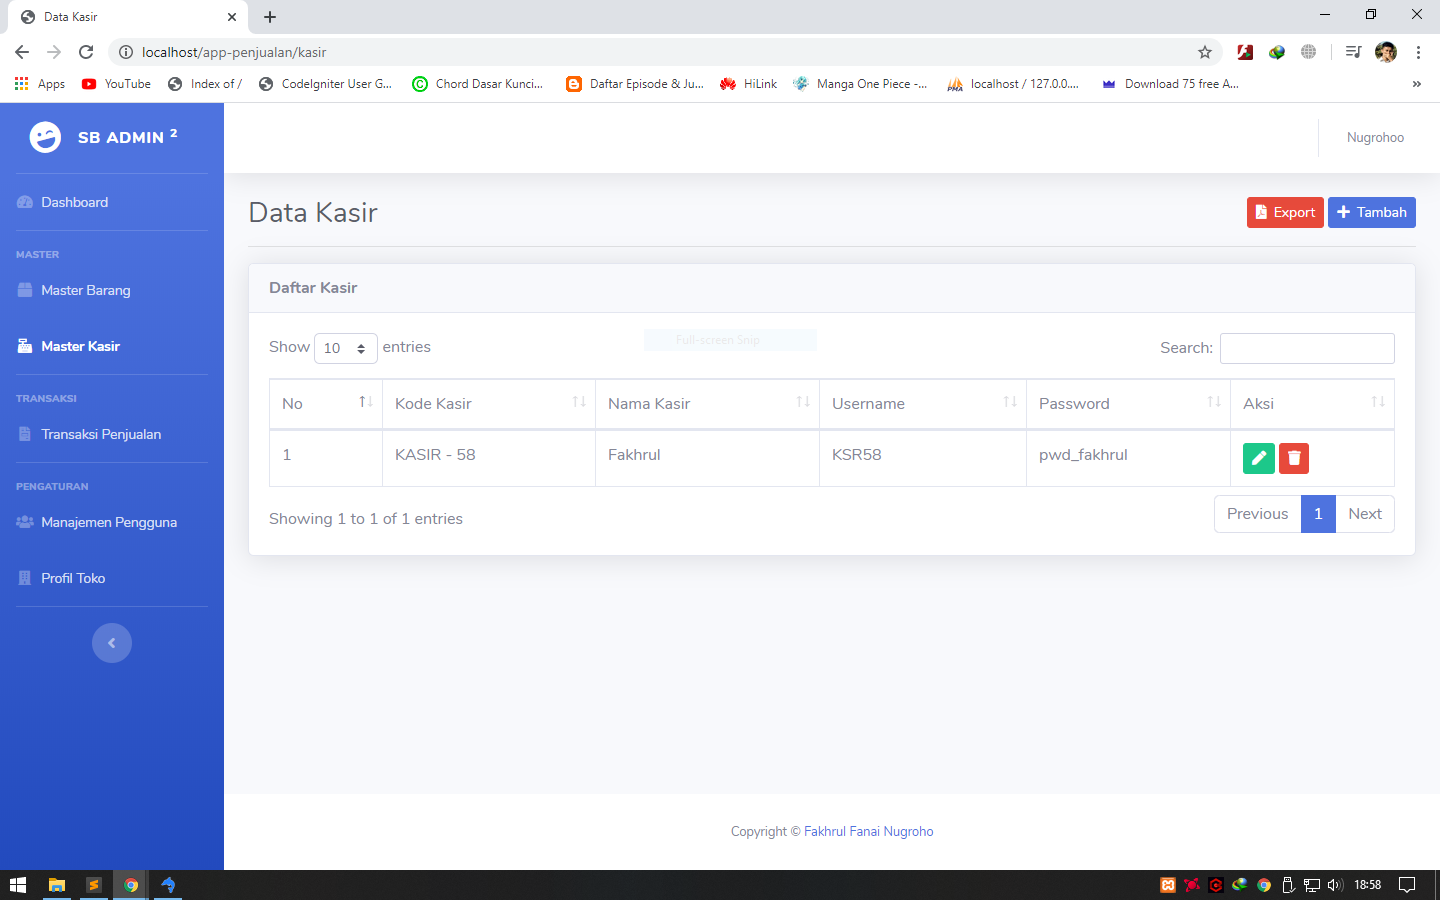 Data Kasir
localhost/app-penjualan/kasir
Apps YouTube Index of / CodeIgniter User G... Chord Dasar Kunci... Daftar Episode & Ju... HiLink Manga One Piece -... localhost / 127.0.0.... Download 75 free A... »
SB ADMIN 2
Nugrohoo
Dashboard
MASTER
Master Barang
Master Kasir
TRANSAKSI
Transaksi Penjualan
PENGATURAN
Manajemen Pengguna
Profil Toko
Data Kasir
Export Tambah
Daftar Kasir
Show 10 entries
Full-screen Snip
Search:
No Kode Kasir Nama Kasir Username Password Aksi
1 KASIR - 58 Fakhrul KSR58 pwd_fakhrul
Showing 1 to 1 of 1 entries
Previous 1 Next
Copyright © Fakhrul Fanai Nugroho
18:58